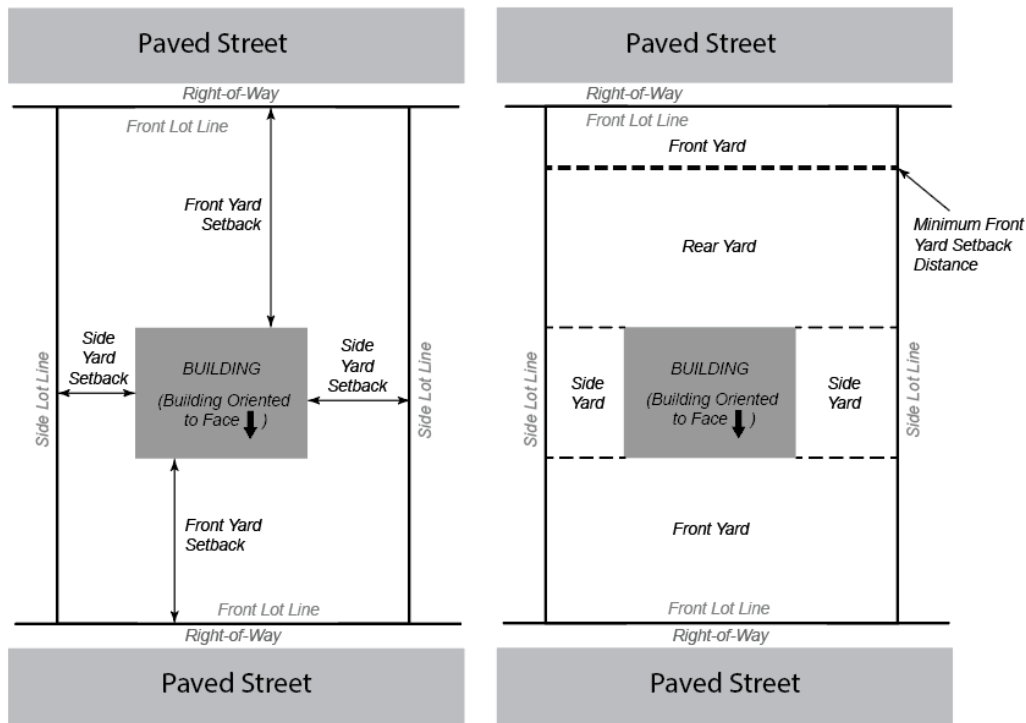 Paved Street
Right-of-Way
Front Lot Line
Front Yard
Setback
Side
Yard
Setback
Side
Yard
Setback
Side Lot Line
Side Lot Line
BUILDING
(Building Oriented
to Face )
Front Yard
Setback
Front Lot Line
Right-of-Way
Paved Street
Paved Street
Right-of-Way
Front Lot Line
Front Yard
Minimum Front
Yard Setback
Distance
Rear Yard
Side Lot Line
Side
Yard
BUILDING
(Building Oriented
to Face )
Side
Yard
Side Lot Line
Front Yard
Front Lot Line
Right-of-Way
Paved Street